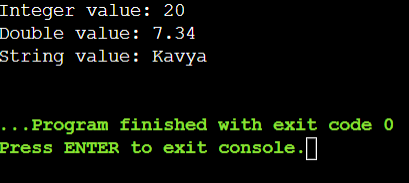 Integer value: 20
Double value: 7.34
String value: Kavya
...Program finished with exit code 0
Press ENTER to exit console.